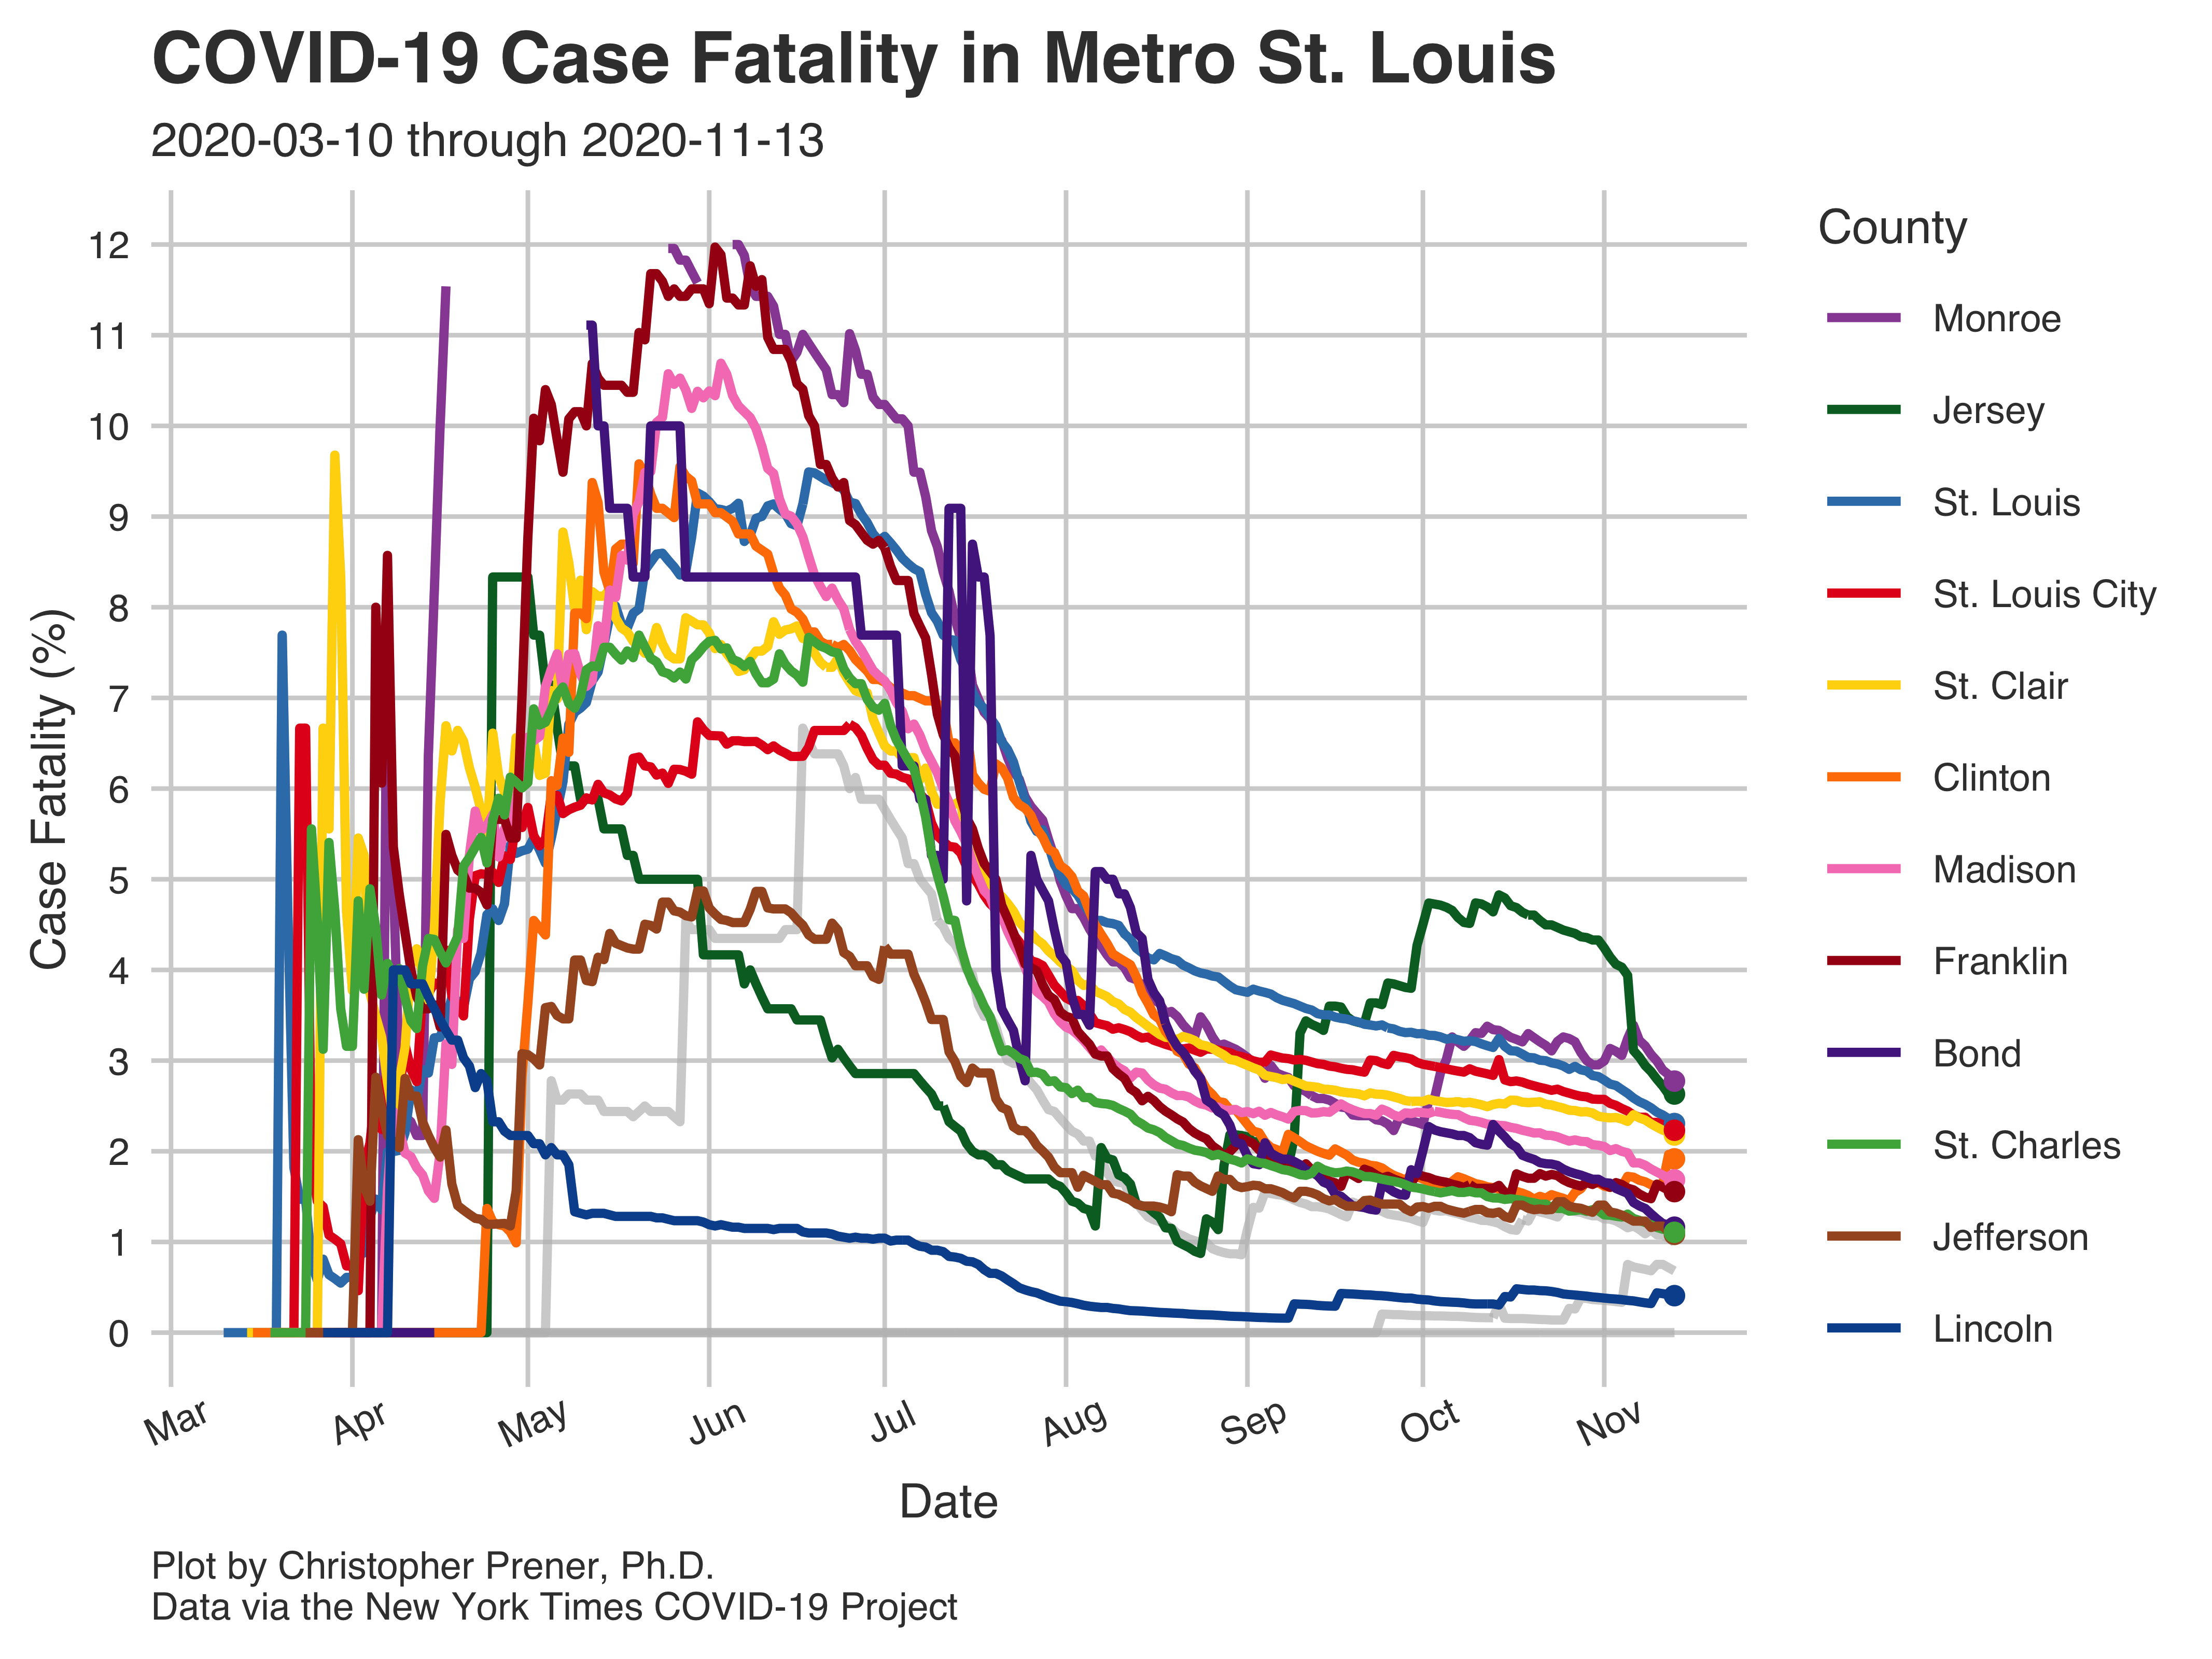 COVID-19 Case Fatality in Metro St. Louis
2020-03-10 through 2020-11-13
County
Monroe
Jersey
St. Louis
St. Louis City
St. Clair
Clinton
Madison
Franklin
Bond
St. Charles
Jefferson
Lincoln
Case Fatality (%)
12
11
10
9
8
7
6
5
4
3
2
1
0
Mar Apr May Jun Jul Aug Sep Oct Nov
Date
Plot by Christopher Prener, Ph.D.
Data via the New York Times COVID-19 Project